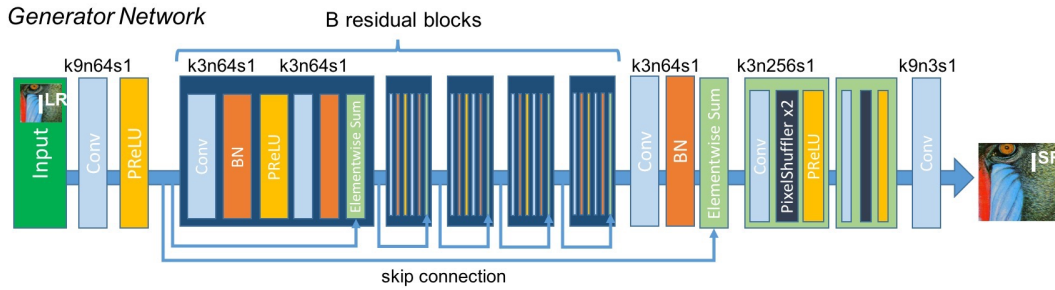 Generator Network
B residual blocks
k9n64s1
k3n64s1 k3n64s1
k3n64s1
k3n256s1
k9n3s1
I^LR
Input
Conv
PReLU
Conv
BN
PReLU
Elementwise Sum
Conv
BN
Elementwise Sum
Conv
PixelShuffler x2
PReLU
Conv
I^SR
skip connection